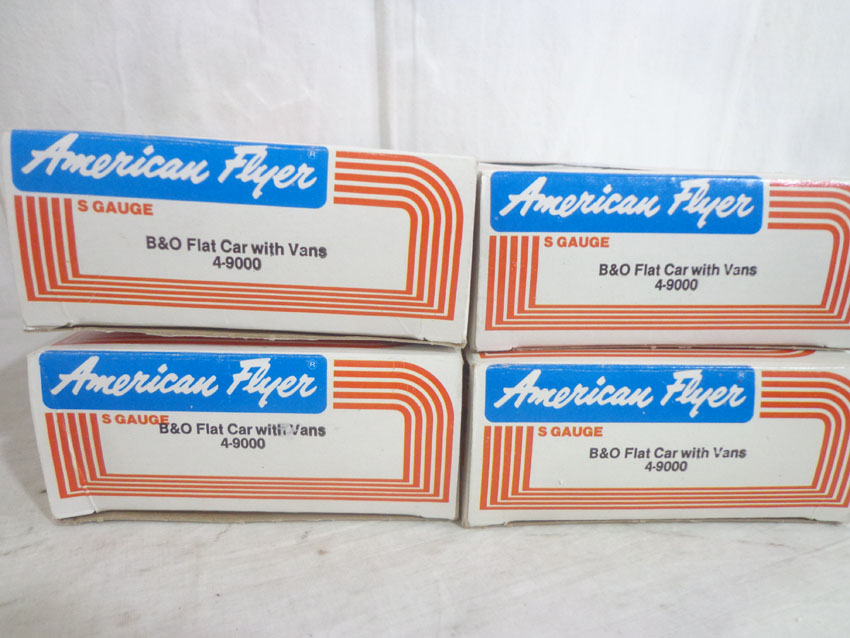 American Flyer®
S GAUGE
B&O Flat Car with Vans
4-9000
American Flyer®
S GAUGE
B&O Flat Car with Vans
4-9000
American Flyer®
S GAUGE
B&O Flat Car with Vans
4-9000
American Flyer®
S GAUGE
B&O Flat Car with Vans
4-9000